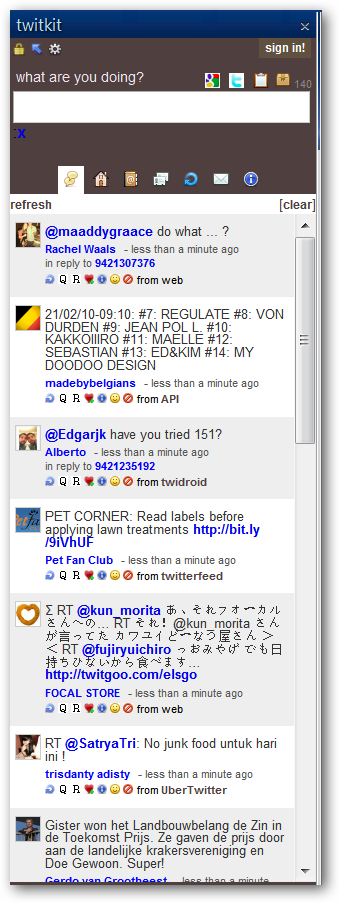 twitkit
sign in!
what are you doing?
140
:x
refresh
[clear]
@maaddygraace do what ... ?
Rachel Waals - less than a minute ago
in reply to 9421307376
Q R from web
21/02/10-09:10: #7: REGULATE #8: VON
DURDEN #9: JEAN POL L. #10:
KAKKOIIIRO #11: MAELLE #12:
SEBASTIAN #13: ED&KIM #14: MY
DOODOO DESIGN
madebybelgians - less than a minute ago
Q R from API
@Edgarjk have you tried 151?
Alberto - less than a minute ago
in reply to 9421235192
Q R from twidroid
PET CORNER: Read labels before
applying lawn treatments http://bit.ly
/9iVhUF
Pet Fan Club - less than a minute ago
Q R from twitterfeed
Σ RT @kun_morita あ、それフォーカル
さんへの... RT それ! @kun_morita さん
が言ってた カワユイどーなつ屋さん >
< RT @fujiryuichiro っおみやげ でも日
持ちひないから食べます...
http://twitgoo.com/elsgo
FOCAL STORE - less than a minute ago
Q R from web
RT @SatryaTri: No junk food untuk hari
ini !
trisdanty adisty - less than a minute ago
Q R from UberTwitter
Gister won het Landbouwbelang de Zin in
de Toekomst Prijs. Ze gaven de prijs door
aan de landelijke krakersvereniging en
Doe Gewoon. Super!
Gerdo van Grootheest - less than a minute